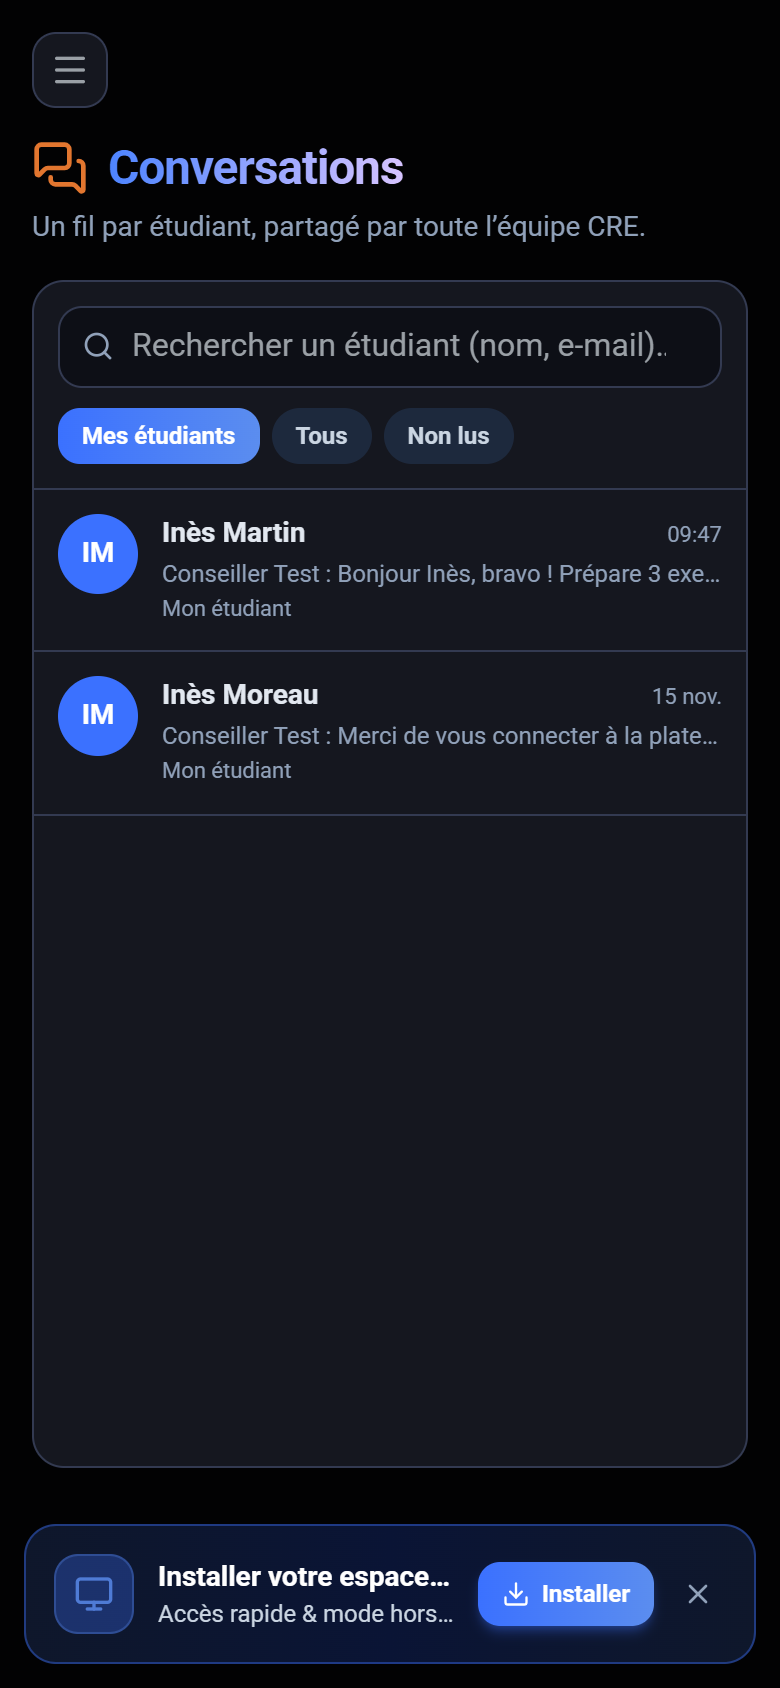 Conversations
Un fil par étudiant, partagé par toute l’équipe CRE.
Rechercher un étudiant (nom, e-mail)..
Mes étudiants Tous Non lus
IM Inès Martin 09:47
Conseiller Test : Bonjour Inès, bravo ! Prépare 3 exe…
Mon étudiant
IM Inès Moreau 15 nov.
Conseiller Test : Merci de vous connecter à la plate…
Mon étudiant
Installer votre espace…
Accès rapide & mode hors…
Installer